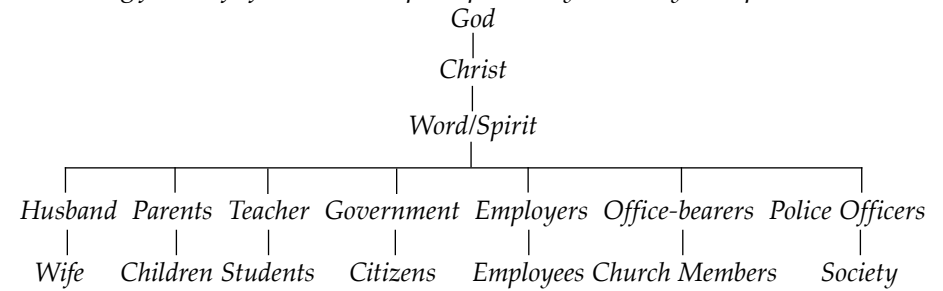 God
Christ
Word/Spirit
Husband Parents Teacher Government Employers Office-bearers Police Officers
Wife Children Students Citizens Employees Church Members Society